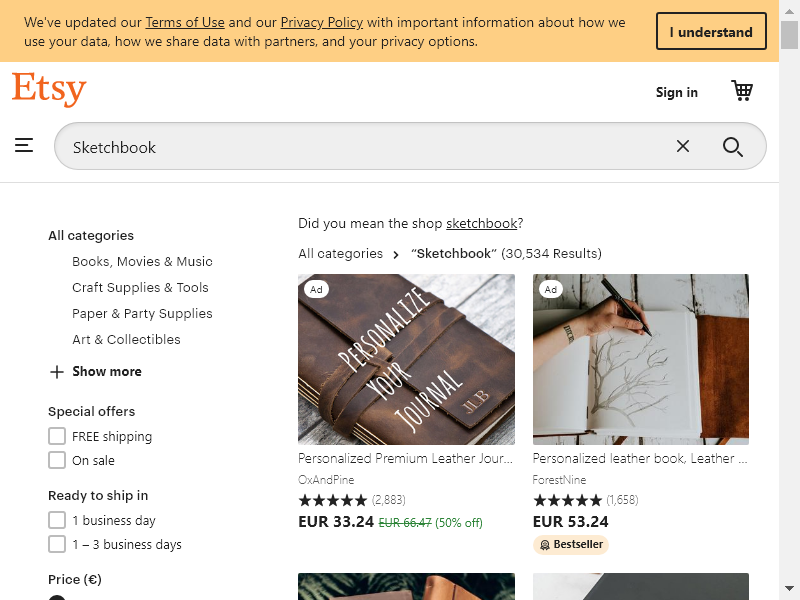 We've updated our Terms of Use and our Privacy Policy with important information about how we
use your data, how we share data with partners, and your privacy options.
I understand
Etsy
Sign in
Sketchbook
All categories
Books, Movies & Music
Craft Supplies & Tools
Paper & Party Supplies
Art & Collectibles
Show more
Special offers
FREE shipping
On sale
Ready to ship in
1 business day
1 – 3 business days
Price (€)
Did you mean the shop sketchbook?
All categories > “Sketchbook” (30,534 Results)
Ad
PERSONALIZE
YOUR
JOURNAL
JLB
Personalized Premium Leather Jour...
OxAndPine
(2,883)
EUR 33.24 EUR 66.47 (50% off)
Ad
Personalized leather book, Leather ...
ForestNine
(1,658)
EUR 53.24
Bestseller